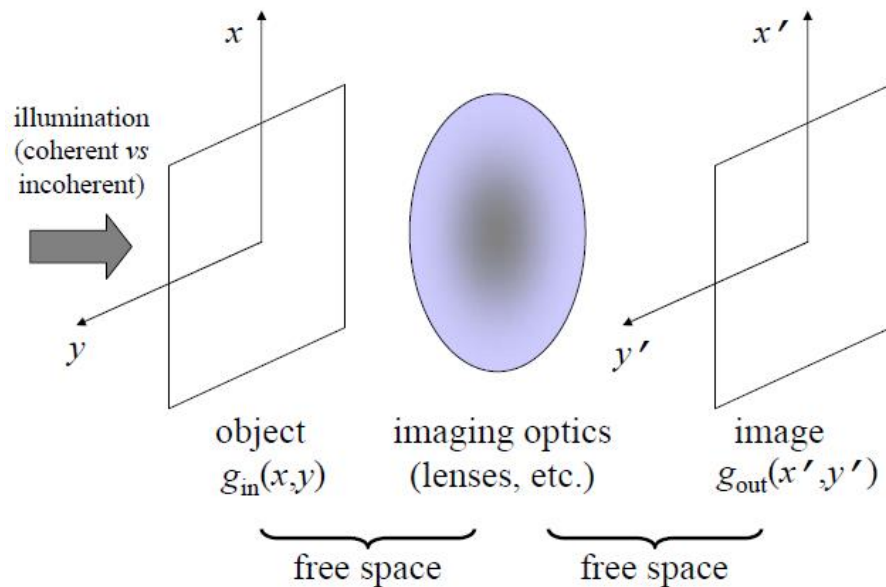 x
x′
illumination
(coherent vs
incoherent)
y
y′
object
g_in(x,y)
imaging optics
(lenses, etc.)
image
g_out(x′,y′)
free space
free space